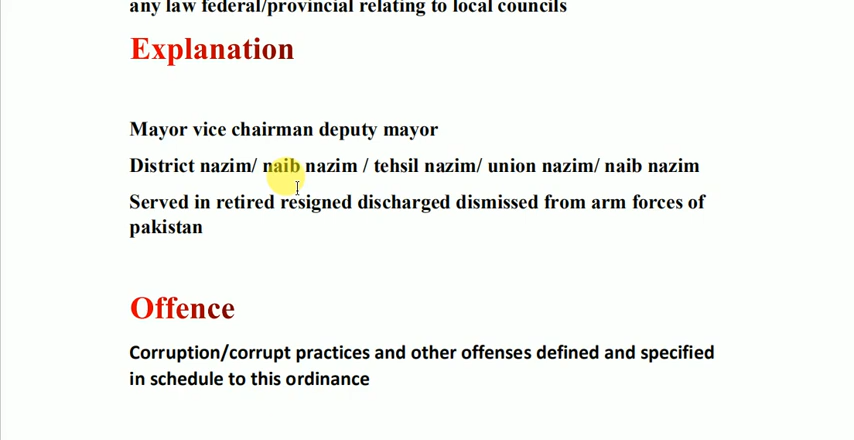 any law federal/provincial relating to local councils
Explanation
Mayor vice chairman deputy mayor
District nazim/ naib nazim / tehsil nazim/ union nazim/ naib nazim
Served in retired resigned discharged dismissed from arm forces of
pakistan
Offence
Corruption/corrupt practices and other offenses defined and specified
in schedule to this ordinance